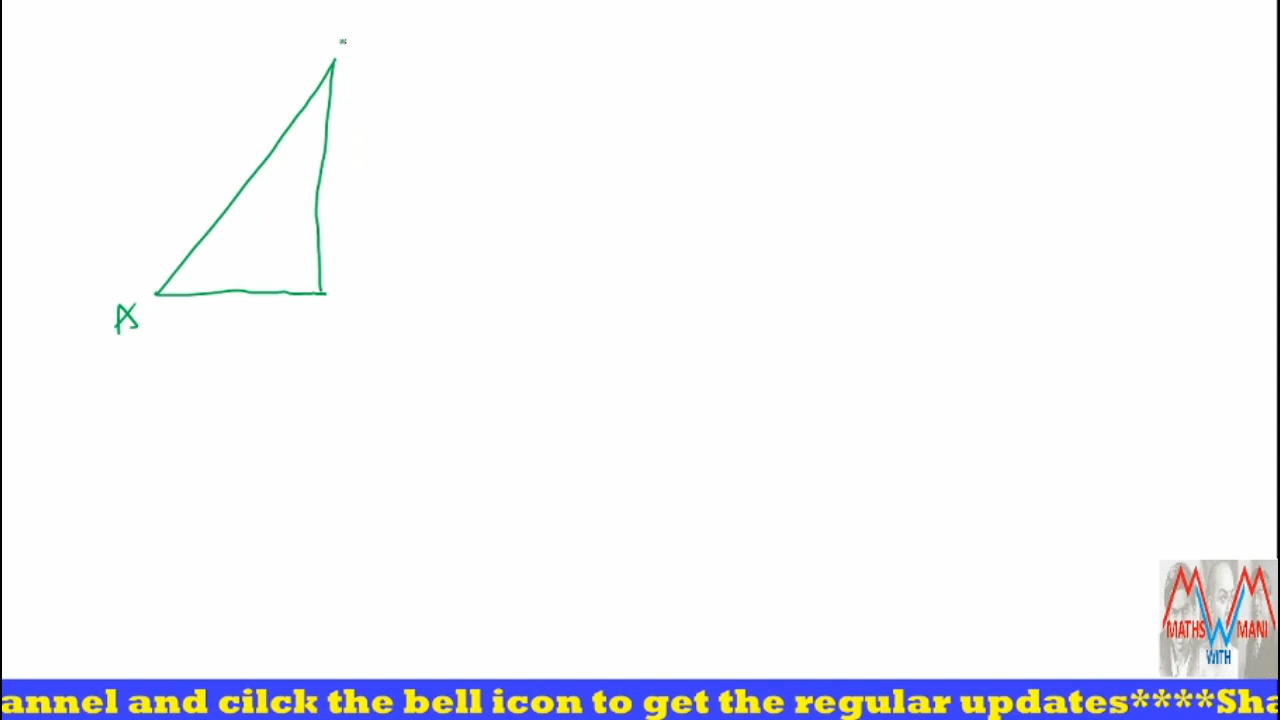 A
MATHS MANI
WITH
annel and cilck the bell icon to get the regular updates****Sha